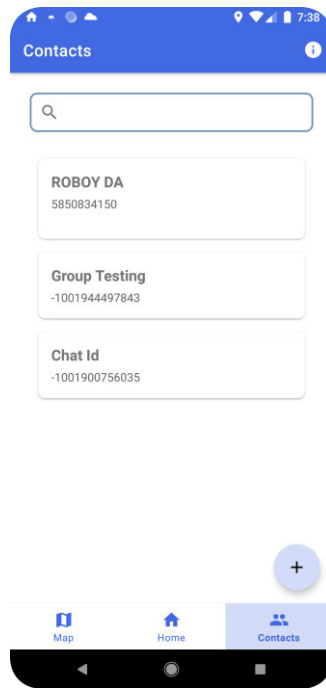 7:38
Contacts
ROBOY DA
5850834150
Group Testing
-1001944497843
Chat Id
-1001900756035
Map
Home
Contacts